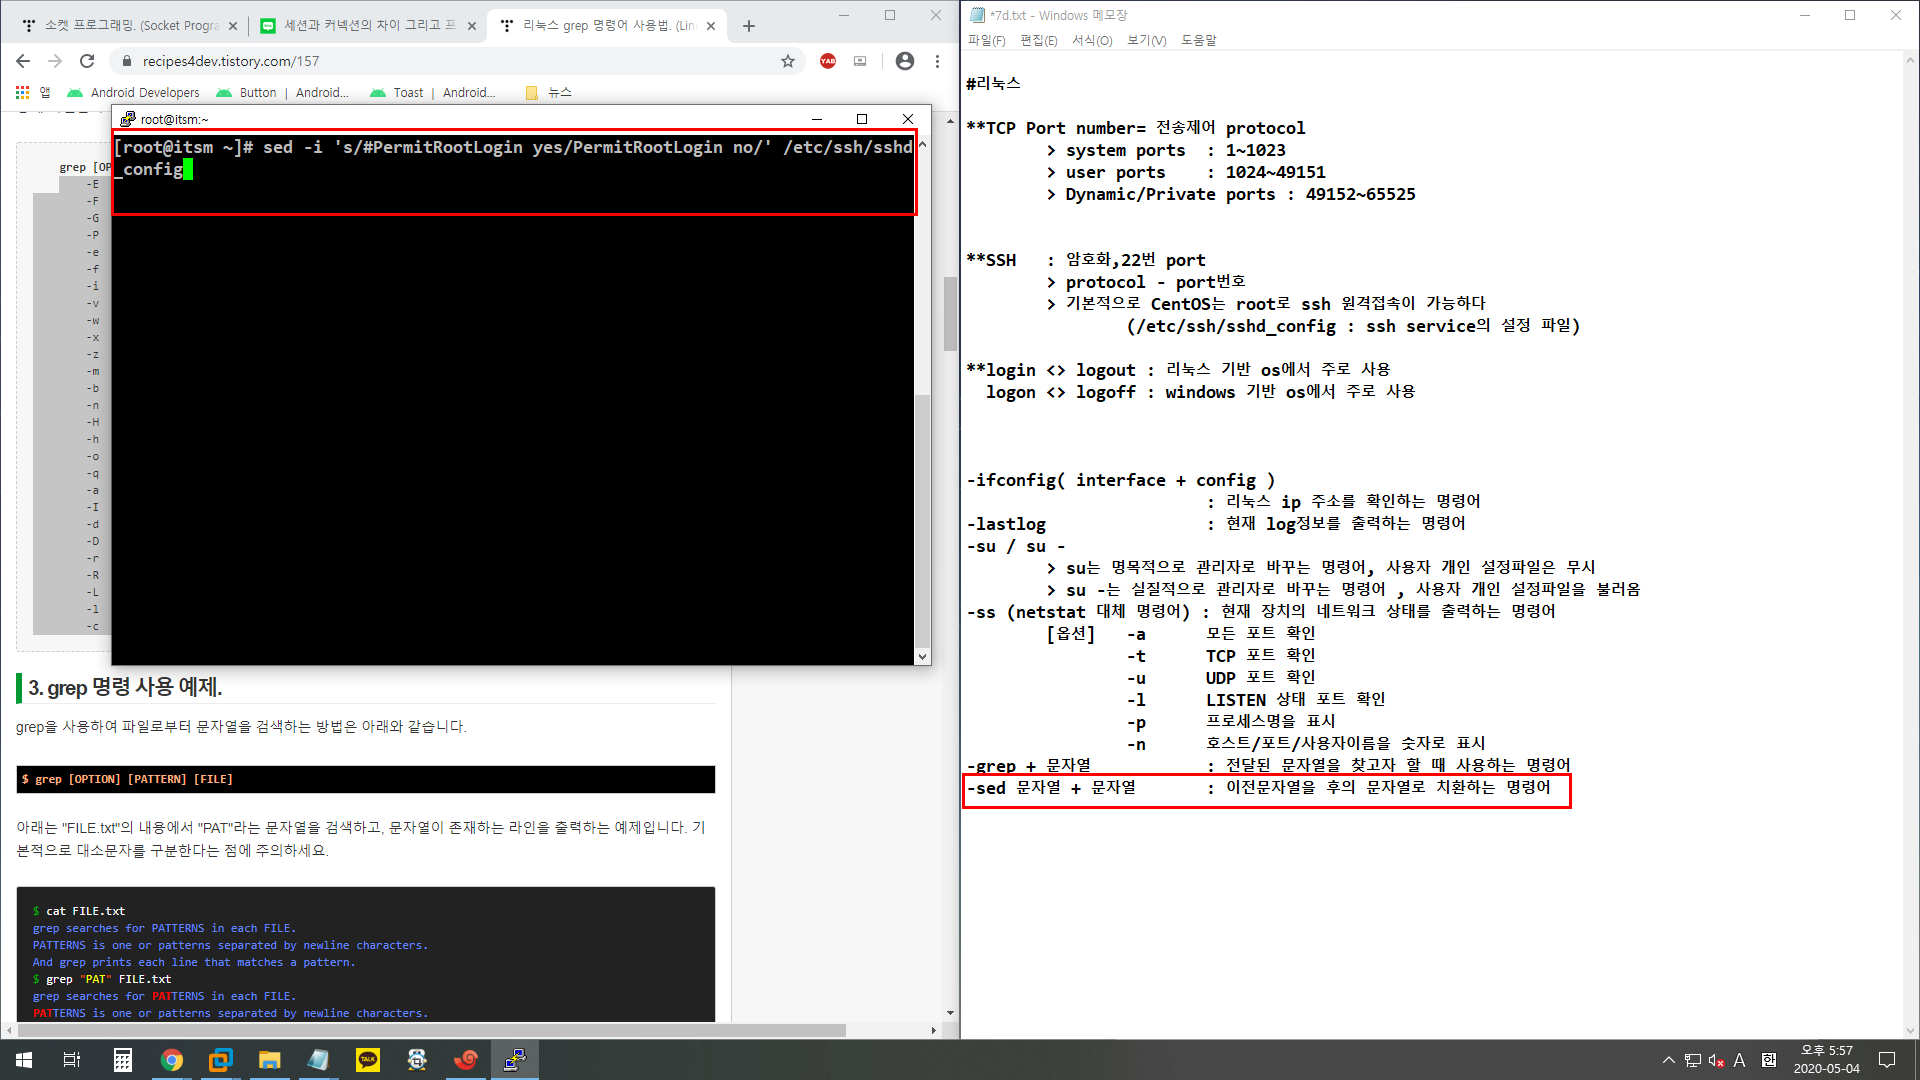 소켓 프로그래밍. (Socket Progra
세션과 커넥션의 차이 그리고 프
리눅스 grep 명령어 사용법. (Lin
recipes4dev.tistory.com/157
앱
Android Developers
Button | Android...
Toast | Android...
뉴스
root@itsm:~
[root@itsm ~]# sed -i 's/#PermitRootLogin yes/PermitRootLogin no/' /etc/ssh/sshd
_config
grep [OP
-E
-F
-G
-P
-e
-f
-i
-v
-w
-x
-z
-m
-b
-n
-H
-h
-o
-q
-a
-I
-d
-D
-r
-R
-L
-l
-c
3. grep 명령 사용 예제.
grep을 사용하여 파일로부터 문자열을 검색하는 방법은 아래와 같습니다.
$ grep [OPTION] [PATTERN] [FILE]
아래는 "FILE.txt"의 내용에서 "PAT"라는 문자열을 검색하고, 문자열이 존재하는 라인을 출력하는 예제입니다. 기
본적으로 대소문자를 구분한다는 점에 주의하세요.
$ cat FILE.txt
grep searches for PATTERNS in each FILE.
PATTERNS is one or patterns separated by newline characters.
And grep prints each line that matches a pattern.
$ grep "PAT" FILE.txt
grep searches for PATTERNS in each FILE.
PATTERNS is one or patterns separated by newline characters.
*7d.txt - Windows 메모장
파일(F) 편집(E) 서식(O) 보기(V) 도움말
#리눅스
**TCP Port number= 전송제어 protocol
> system ports : 1~1023
> user ports : 1024~49151
> Dynamic/Private ports : 49152~65525
**SSH : 암호화,22번 port
> protocol - port번호
> 기본적으로 CentOS는 root로 ssh 원격접속이 가능하다
(/etc/ssh/sshd_config : ssh service의 설정 파일)
**login <> logout : 리눅스 기반 os에서 주로 사용
logon <> logoff : windows 기반 os에서 주로 사용
-ifconfig( interface + config )
: 리눅스 ip 주소를 확인하는 명령어
-lastlog : 현재 log정보를 출력하는 명령어
-su / su -
> su는 명목적으로 관리자로 바꾸는 명령어, 사용자 개인 설정파일은 무시
> su -는 실질적으로 관리자로 바꾸는 명령어 , 사용자 개인 설정파일을 불러옴
-ss (netstat 대체 명령어) : 현재 장치의 네트워크 상태를 출력하는 명령어
[옵션] -a 모든 포트 확인
-t TCP 포트 확인
-u UDP 포트 확인
-l LISTEN 상태 포트 확인
-p 프로세스명을 표시
-n 호스트/포트/사용자이름을 숫자로 표시
-grep + 문자열 : 전달된 문자열을 찾고자 할 때 사용하는 명령어
-sed 문자열 + 문자열 : 이전문자열을 후의 문자열로 치환하는 명령어
TALK
A
오후 5:57
2020-05-04